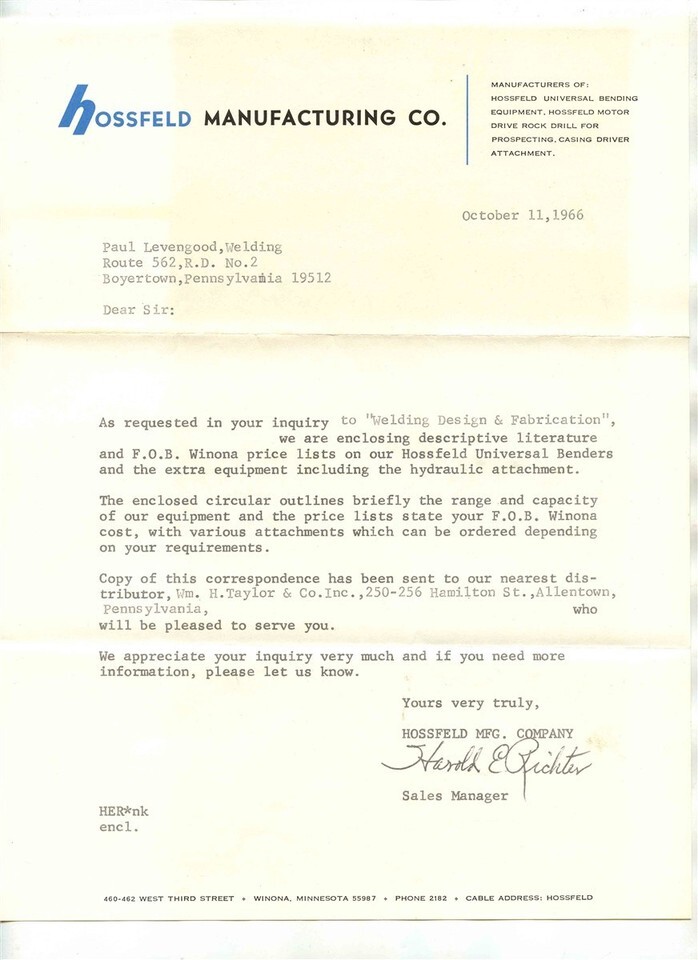 hOSSFELD MANUFACTURING CO.
MANUFACTURERS OF:
HOSSFELD UNIVERSAL BENDING
EQUIPMENT, HOSSFELD MOTOR
DRIVE ROCK DRILL FOR
PROSPECTING, CASING DRIVER
ATTACHMENT.
October 11,1966
Paul Levengood,Welding
Route 562,R.D. No.2
Boyertown,Pennsylvania 19512
Dear Sir:
As requested in your inquiry to "Welding Design & Fabrication",
we are enclosing descriptive literature
and F.O.B. Winona price lists on our Hossfeld Universal Benders
and the extra equipment including the hydraulic attachment.
The enclosed circular outlines briefly the range and capacity
of our equipment and the price lists state your F.O.B. Winona
cost, with various attachments which can be ordered depending
on your requirements.
Copy of this correspondence has been sent to our nearest dis-
tributor, Wm. H.Taylor & Co.Inc.,250-256 Hamilton St.,Allentown,
Pennsylvania, who
will be pleased to serve you.
We appreciate your inquiry very much and if you need more
information, please let us know.
Yours very truly,
HOSSFELD MFG. COMPANY
Harold E Richter
Sales Manager
HER*nk
encl.
460-462 WEST THIRD STREET • WINONA, MINNESOTA 55987 • PHONE 2182 • CABLE ADDRESS: HOSSFELD